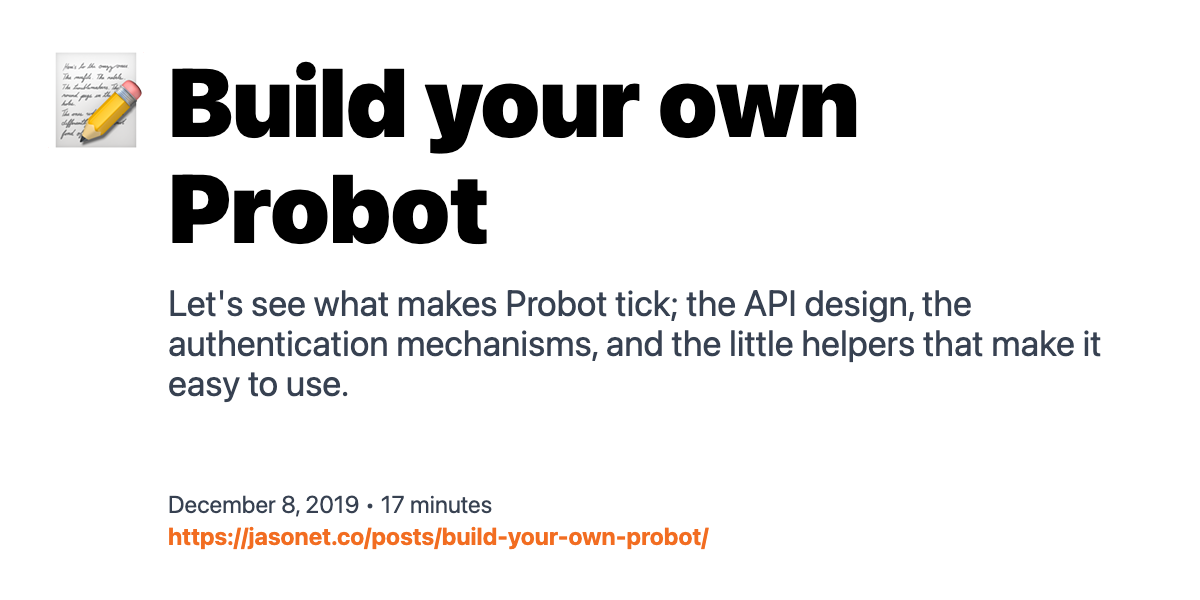 Build your own
Probot
Let's see what makes Probot tick; the API design, the
authentication mechanisms, and the little helpers that make it
easy to use.
December 8, 2019 • 17 minutes
https://jasonet.co/posts/build-your-own-probot/